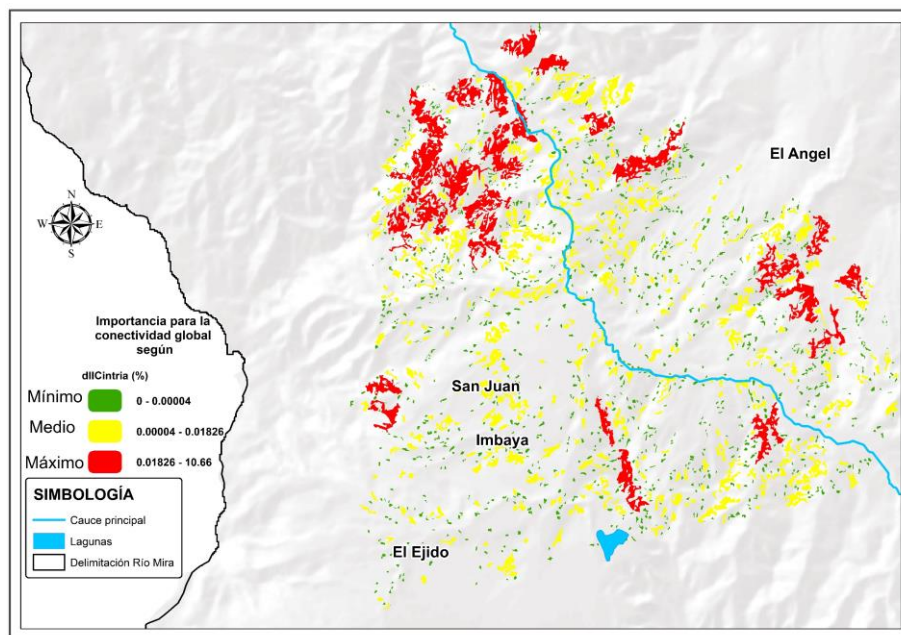 El Angel
N
W
E
S
Importancia para la
conectividad global
según
dIICintria (%)
Mínimo
0 - 0.00004
Medio
0.00004 - 0.01826
Máximo
0.01826 - 10.66
San Juan
Imbaya
El Ejido
SIMBOLOGÍA
Cauce principal
Lagunas
Delimitación Río Mira